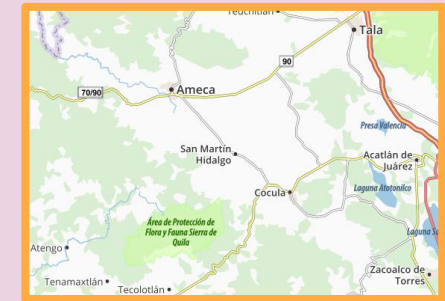 Teuchitlán
Tala
90
70/90
Ameca
Presa Valencia
San Martín
Hidalgo
Acatlán de
Juárez
Cocula
Laguna Atotonilco
Área de Protección de
Flora y Fauna Sierra de
Quila
Laguna
Atengo
Zacoalco de
Torres
Tenamaxtlán
Tecolotlán